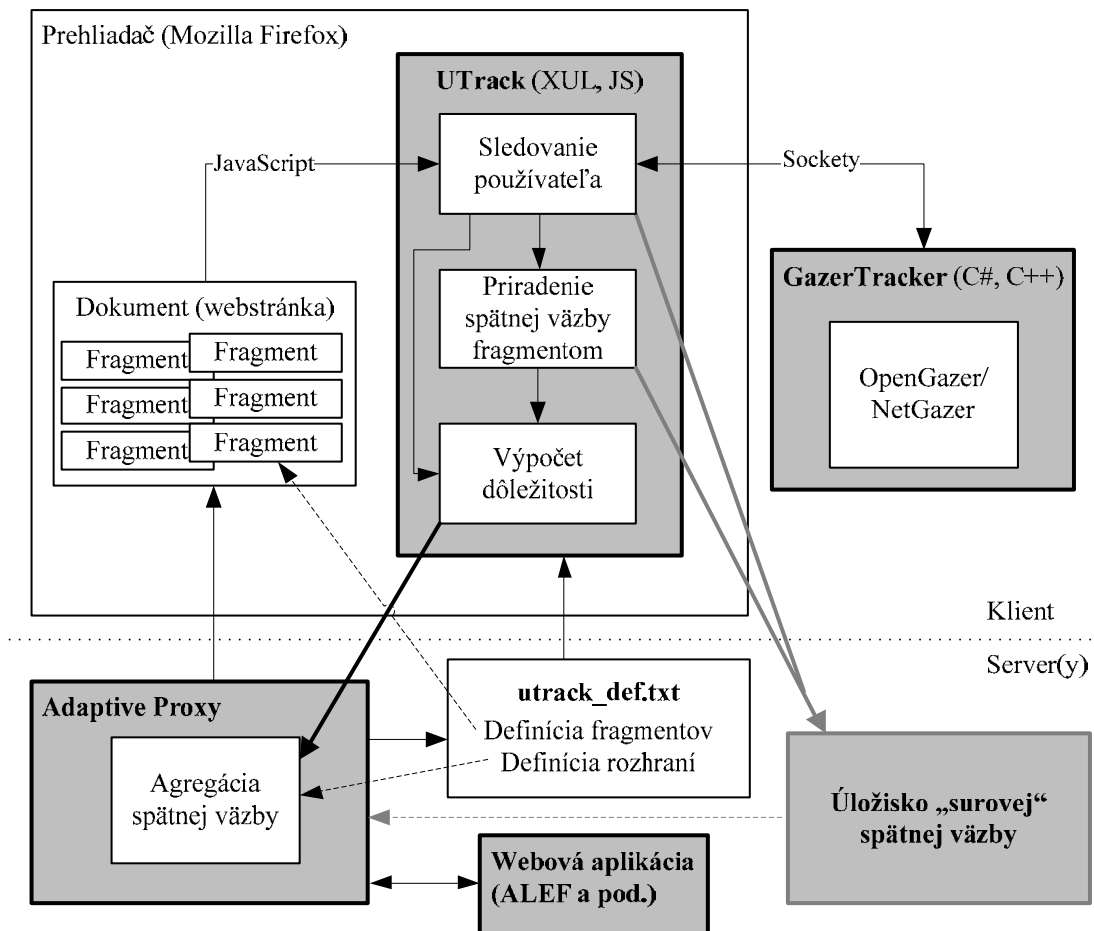 Prehliadač (Mozilla Firefox)
UTrack (XUL, JS)
Sledovanie
používateľa
JavaScript
Sockety
GazerTracker (C#, C++)
OpenGazer/
NetGazer
Priradenie
spätnej väzby
fragmentom
Dokument (webstránka)
Fragment
Fragment
Fragment
Fragment
Fragment
Fragment
Výpočet
dôležitosti
Klient
Server(y)
Adaptive Proxy
Agregácia
spätnej väzby
utrack_def.txt
Definícia fragmentov
Definícia rozhraní
Úložisko „surovej“
spätnej väzby
Webová aplikácia
(ALEF a pod.)